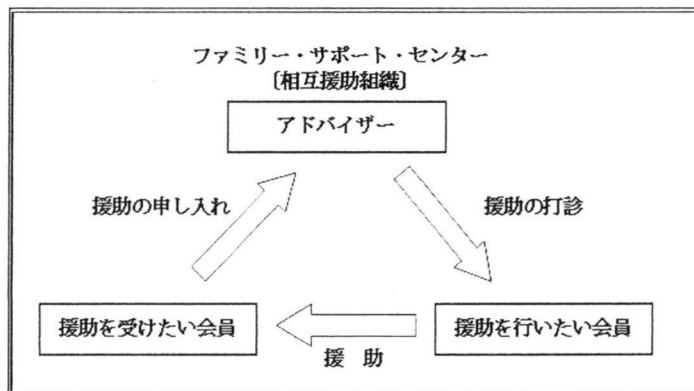 ファミリー・サポート・センター
〔相互援助組織〕
アドバイザー
援助の申し入れ
援助の打診
援助を受けたい会員
援助を行いたい会員
援 助